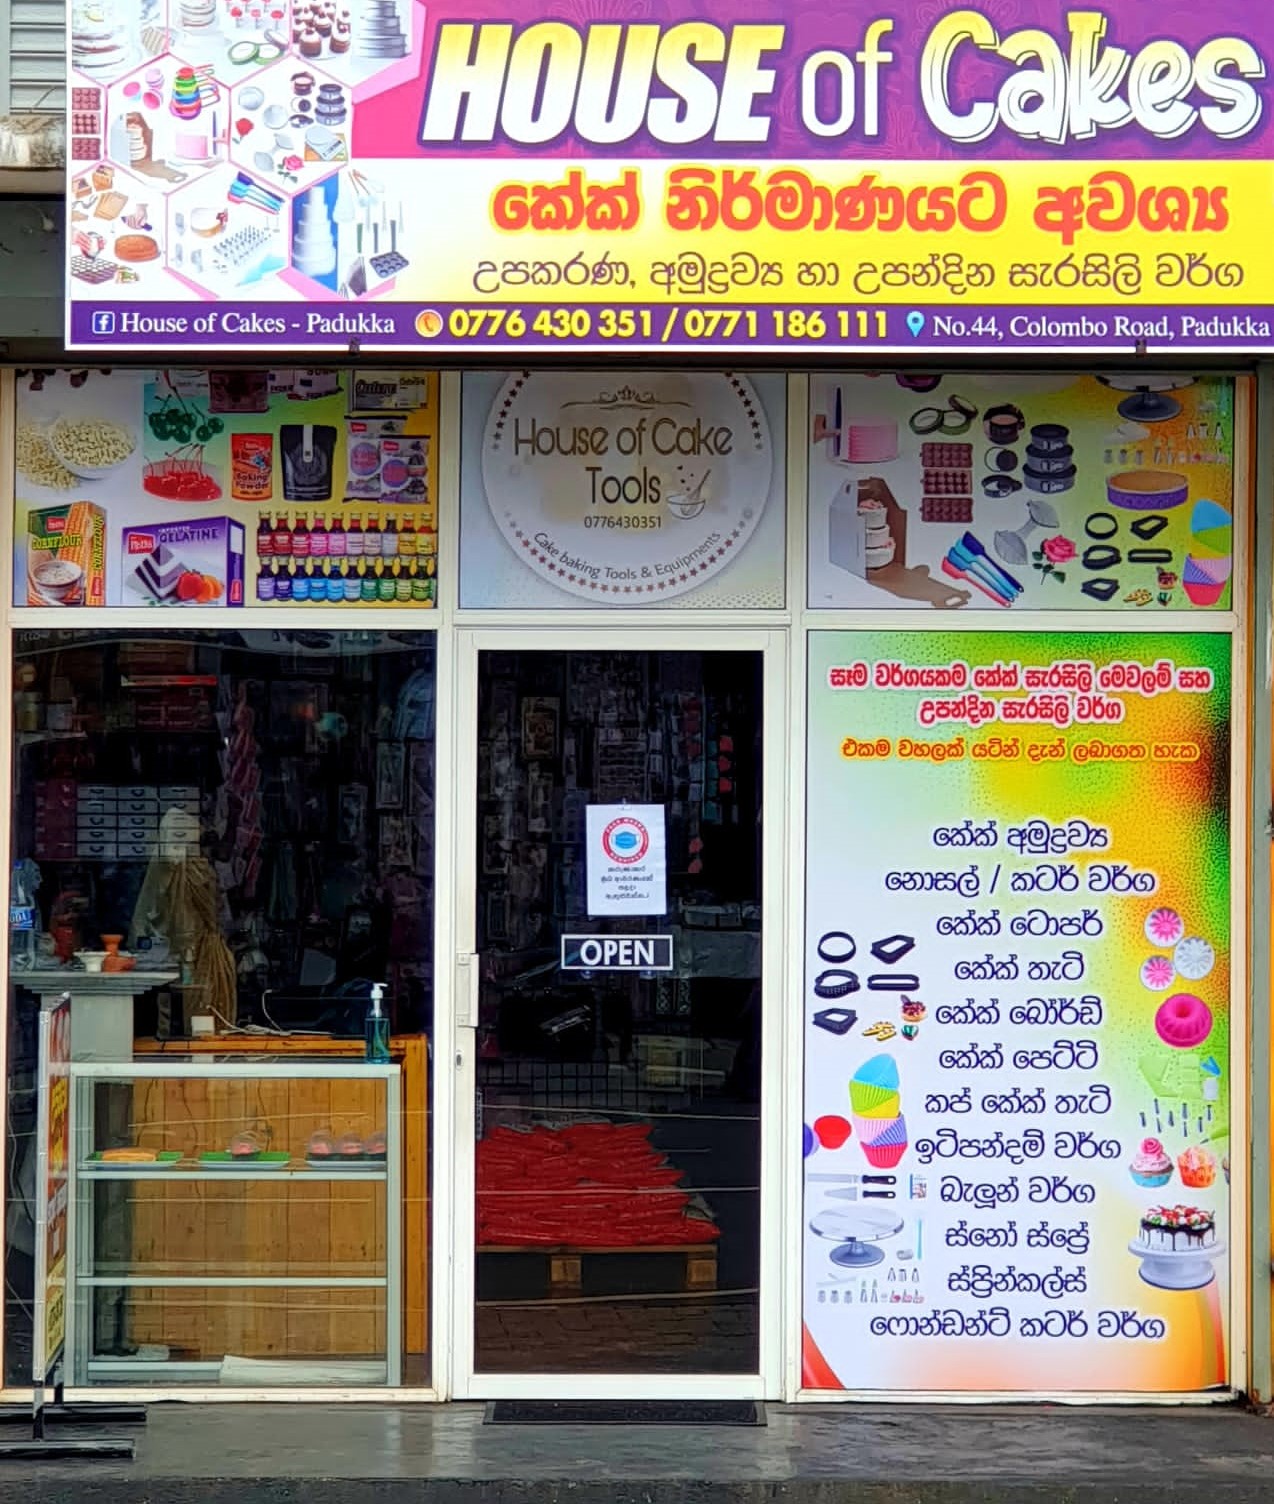 HOUSE of Cakes
කේක් නිර්මාණයට අවශ්‍ය
උපකරණ, අමුද්‍රව්‍ය හා උපන්දින සැරසිලි වර්ග
House of Cakes - Padukka 0776 430 351 / 0771 186 111 No.44, Colombo Road, Padukka
House of Cake
Tools
0776430351
Cake baking Tools & Equipments
Baking
Powder
CORNFLOUR
GELATINE
සෑම වර්ගයකම කේක් සැරසිලි මෙවලම් සහ
උපන්දින සැරසිලි වර්ග
එකම වහලක් යටින් දැන් ලබාගත හැක
කේක් අමුද්‍රව්‍ය
නොසල් / කටර් වර්ග
කේක් ටොපර්
කේක් තැටි
කේක් බෝර්ඩ්
කේක් පෙට්ටි
කප් කේක් තැටි
ඉටිපන්දම් වර්ග
බැලූන් වර්ග
ස්නෝ ස්ප්‍රේ
ස්ප්‍රින්කල්ස්
ෆොන්ඩන්ට් කටර් වර්ග
OPEN